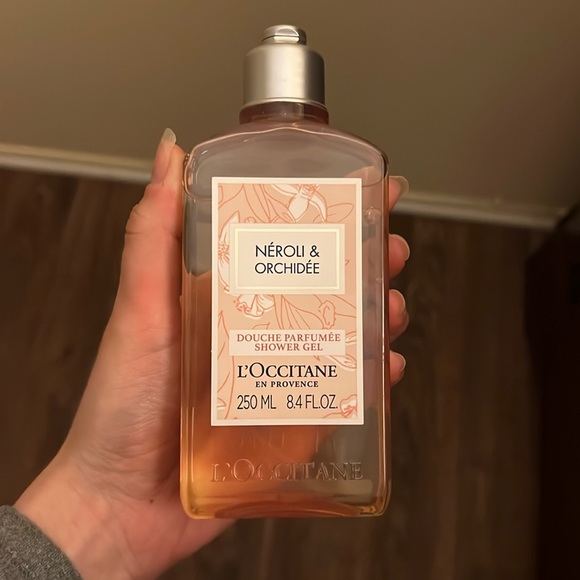 NÉROLI &
ORCHIDÉE
DOUCHE PARFUMÉE
SHOWER GEL
L'OCCITANE
EN PROVENCE
250 ML 8.4 FL.OZ.
L'OCCITANE